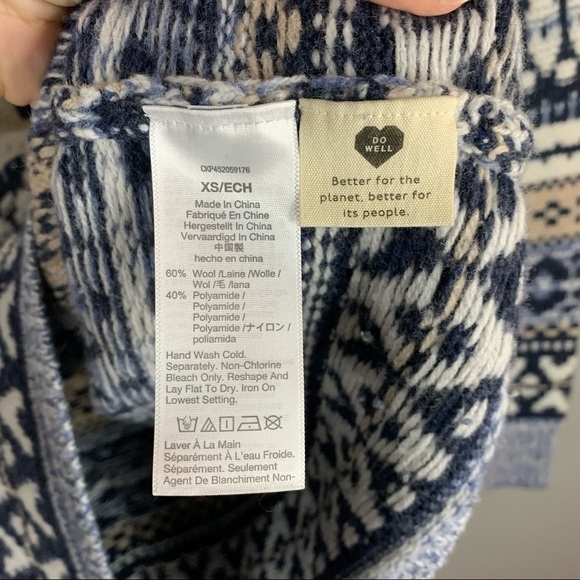 CKP452059176
XS/ECH
Made In China
Fabriqué En Chine
Hergestellt In China
Vervaardigd In China
中国製
hecho en china
60% Wool /Laine /Wolle /
Wol /毛 /lana
40% Polyamide /
Polyamide /
Polyamide /
Polyamide /ナイロン /
poliamida
Hand Wash Cold.
Separately. Non-Chlorine
Bleach Only. Reshape And
Lay Flat To Dry. Iron On
Lowest Setting.
Laver À La Main
Séparément À L'eau Froide.
Séparément. Seulement
Agent De Blanchiment Non-
DO
WELL
Better for the
planet, better for
its people.